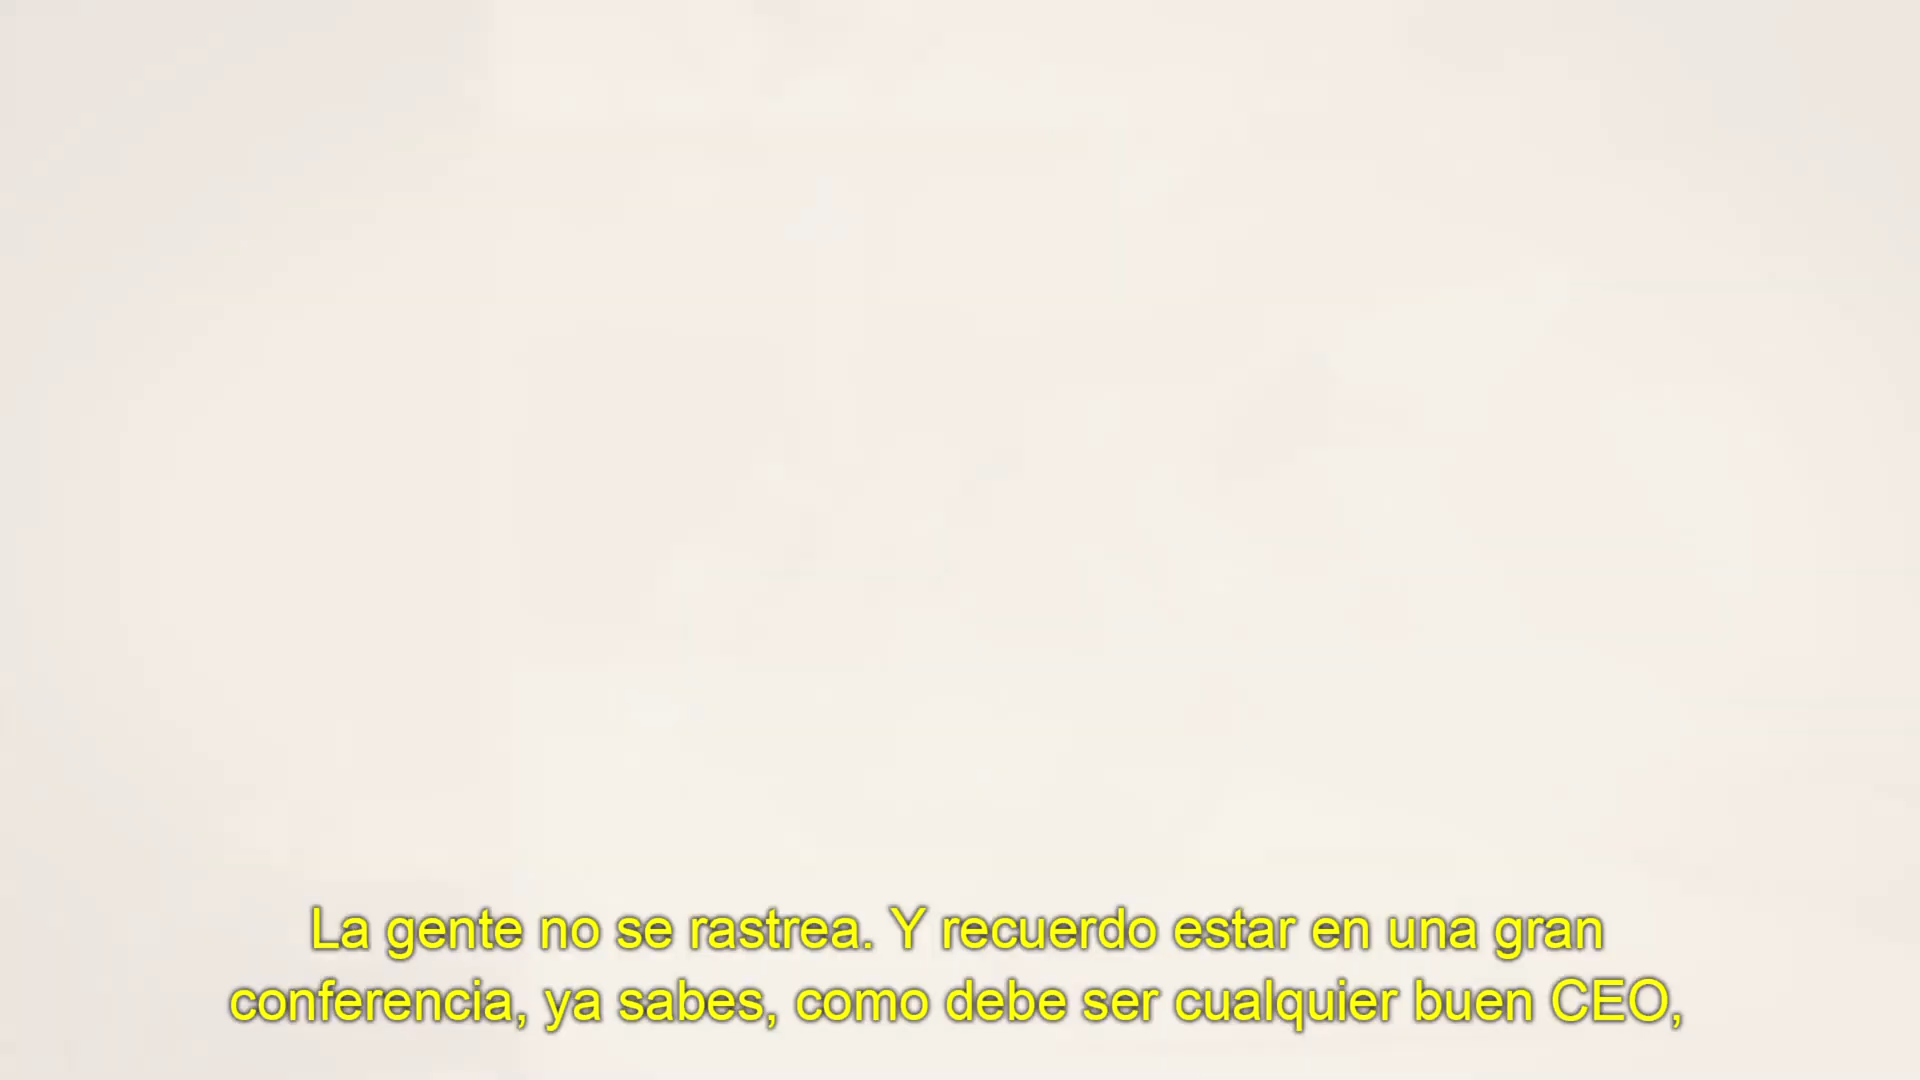 La gente no se rastrea. Y recuerdo estar en una gran
conferencia, ya sabes, como debe ser cualquier buen CEO,